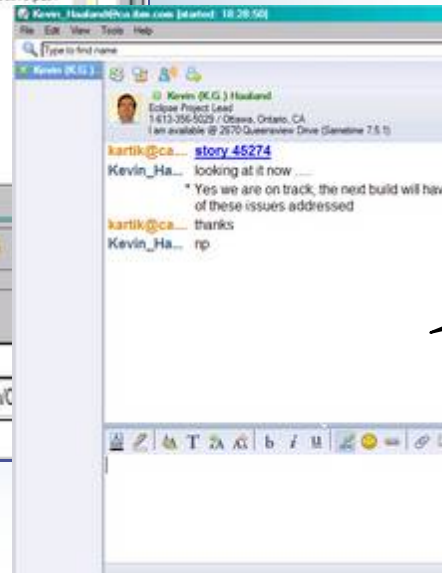 Kevin_Haaland@ca.ibm.com [started: 18:28:50]
File Edit View Tools Help
Type to find name
Kevin (K.G.)
Kevin (K.G.) Haaland
Eclipse Project Lead
1-613-356-5029 / Ottawa, Ontario, CA
I am available @ 2670 Queensview Drive (Sametime 7.5.1)
kartik@ca... story 45274
Kevin_Ha... looking at it now ....
* Yes we are on track, the next build will hav
of these issues addressed
kartik@ca... thanks
Kevin_Ha... np
T A A b i u